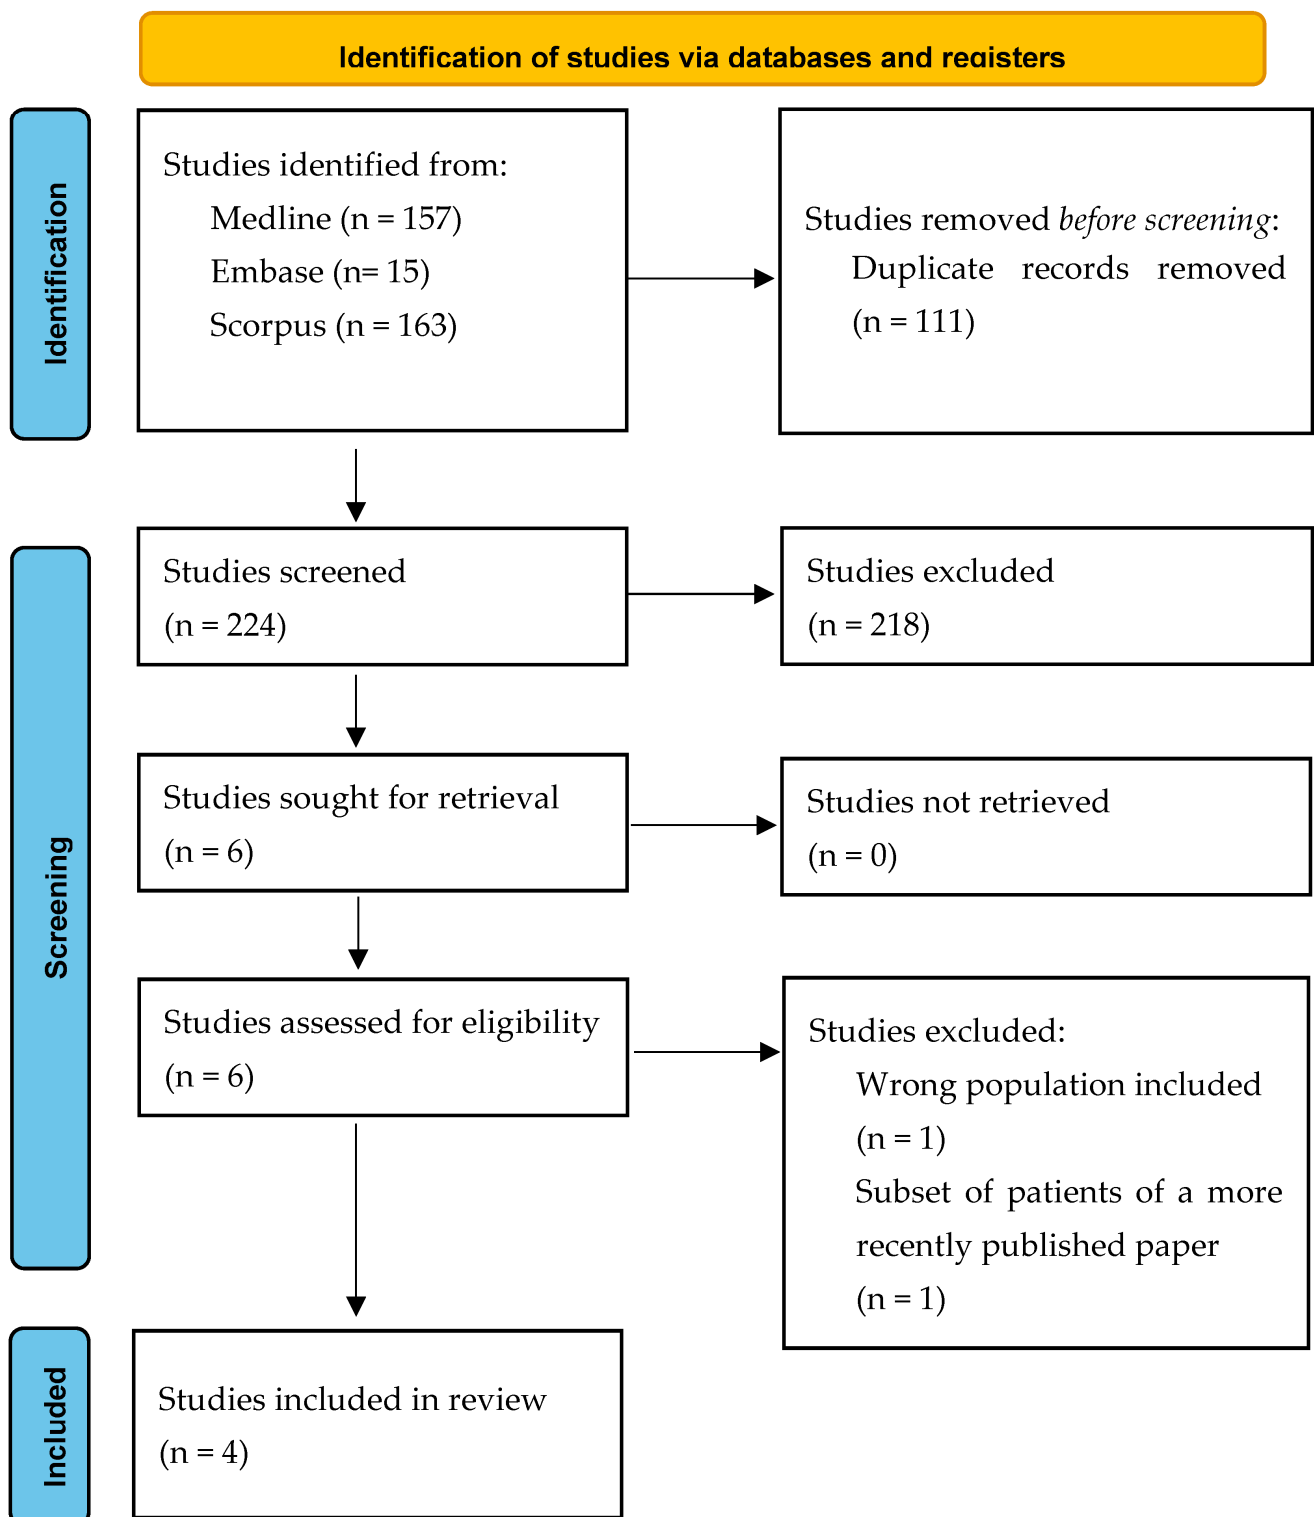 Identification of studies via databases and registers
Identification
Studies identified from:
Medline (n = 157)
Embase (n= 15)
Scorpus (n = 163)
Studies removed before screening:
Duplicate records removed
(n = 111)
Screening
Studies screened
(n = 224)
Studies excluded
(n = 218)
Studies sought for retrieval
(n = 6)
Studies not retrieved
(n = 0)
Studies assessed for eligibility
(n = 6)
Studies excluded:
Wrong population included
(n = 1)
Subset of patients of a more
recently published paper
(n = 1)
Included
Studies included in review
(n = 4)